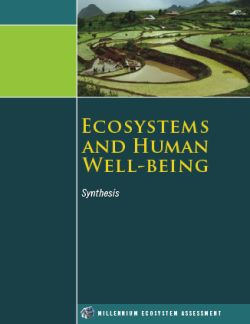 Ecosystems
and Human
Well-being
Synthesis
MILLENNIUM ECOSYSTEM ASSESSMENT